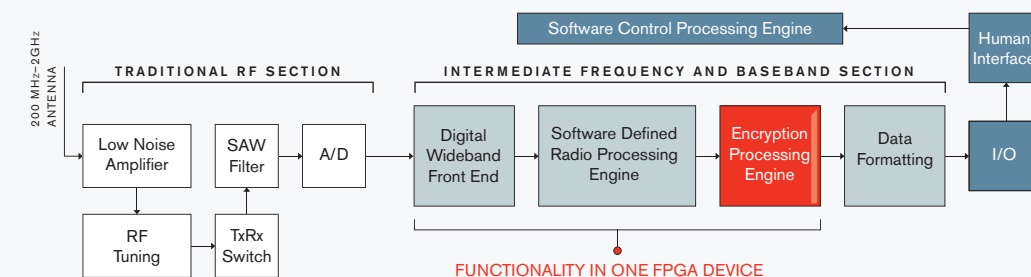 200 MHz–2GHz
ANTENNA
TRADITIONAL RF SECTION
Low Noise
Amplifier
RF
Tuning
TxRx
Switch
SAW
Filter
A/D
INTERMEDIATE FREQUENCY AND BASEBAND SECTION
Digital
Wideband
Front End
Software Defined
Radio Processing
Engine
Encryption
Processing
Engine
Data
Formatting
I/O
Human
Interface
Software Control Processing Engine
FUNCTIONALITY IN ONE FPGA DEVICE